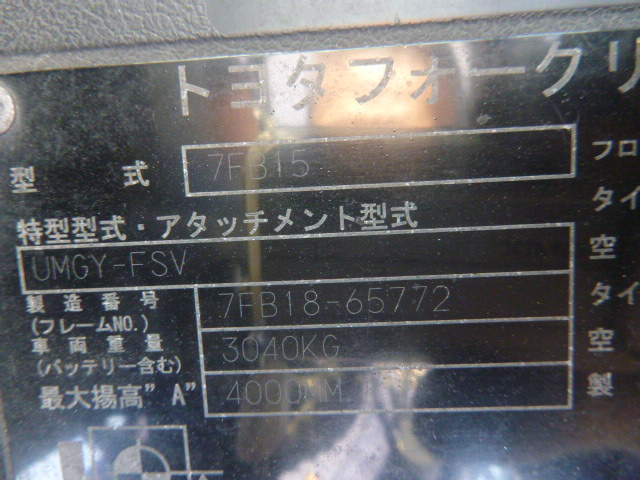 トヨタフォークリ
型 式 7FB15 フロ
タイ
特型型式・アタッチメント型式
UMGY-FSV 空
製造番号 7FB18-65772 タイ
(フレームNO.)
車両重量 3040KG 空
(バッテリー含む)
最大揚高"A" 4000MM 製